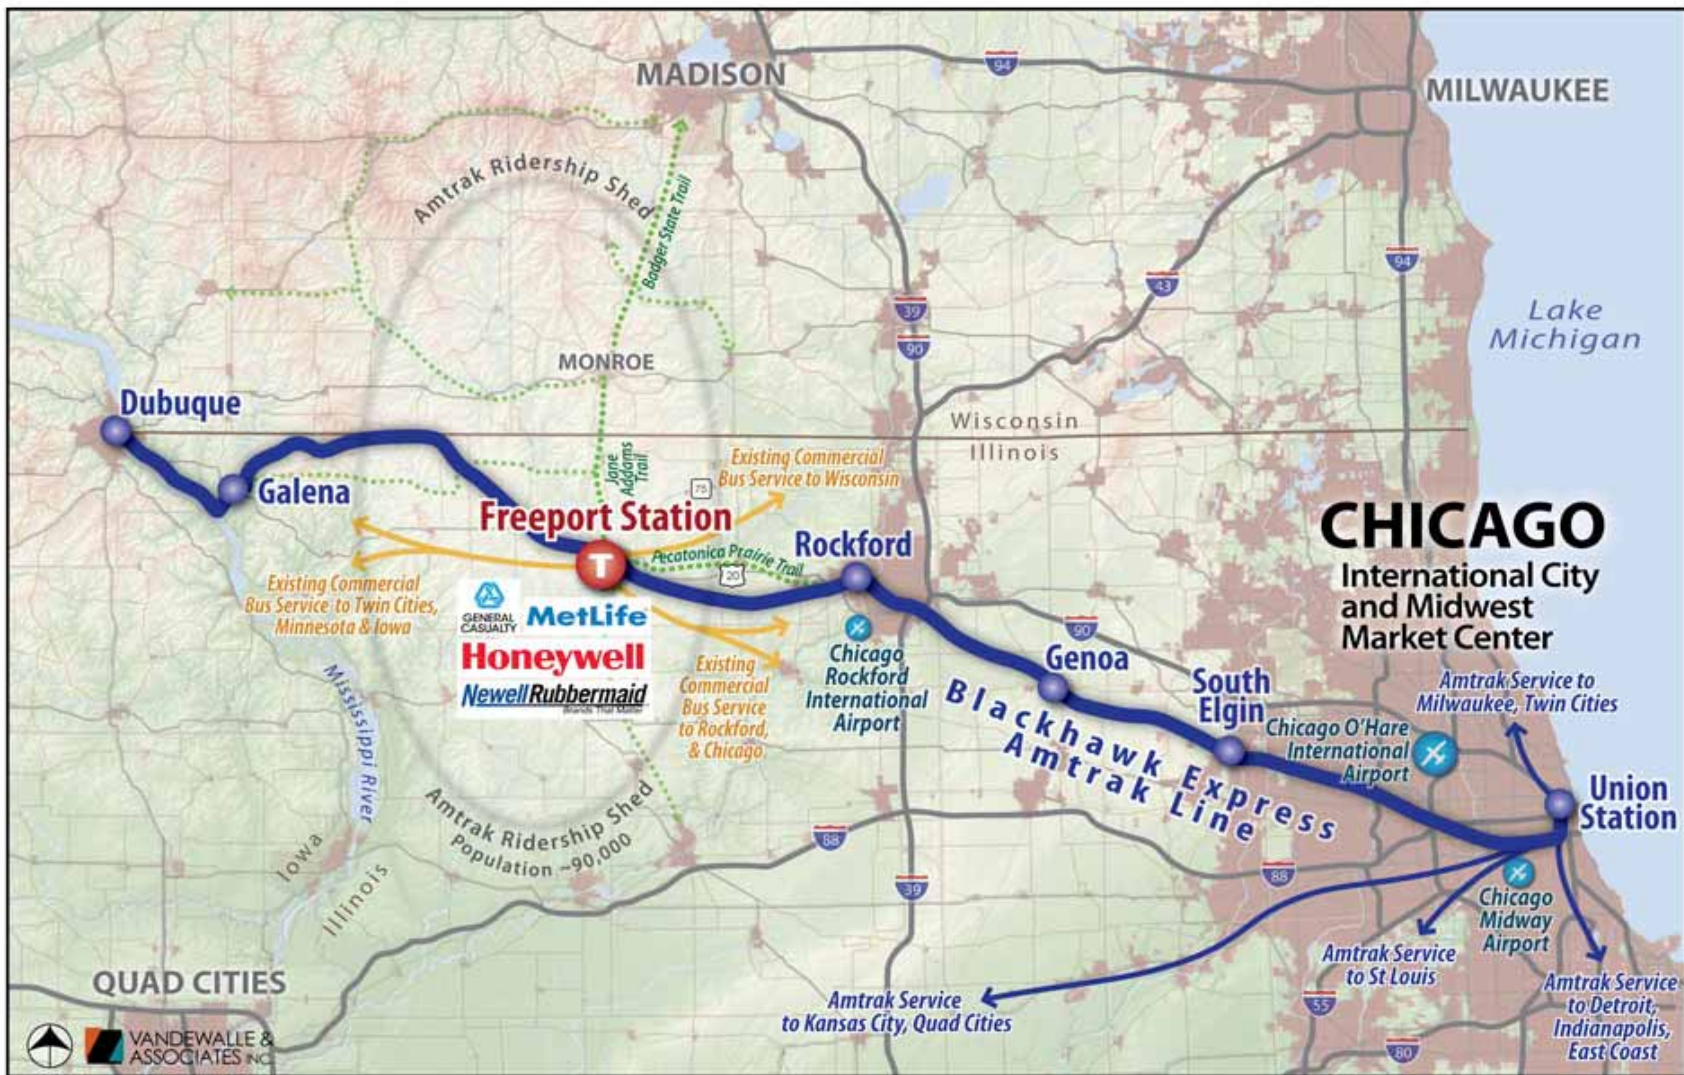 MADISON
94
MILWAUKEE
Amtrak Ridership Shed
Badger State Trail
94
43
39
90
Lake
Michigan
MONROE
Dubuque
Wisconsin
Illinois
Jane
Addams
Trail
Existing Commercial
Bus Service to Wisconsin
75
Galena
Freeport Station
T
Pecatonica Prairie Trail
20
Rockford
CHICAGO
International City
and Midwest
Market Center
Existing Commercial
Bus Service to Twin Cities,
Minnesota & Iowa
GENERAL
CASUALTY
MetLife
Honeywell
Newell Rubbermaid
Brands That Matter
Existing
Commercial
Bus Service
to Rockford,
& Chicago
Chicago
Rockford
International
Airport
90
Genoa
South
Elgin
Blackhawk Express
Amtrak Line
Chicago O'Hare
International
Airport
Amtrak Service to
Milwaukee, Twin Cities
Union
Station
Mississippi River
Iowa
Illinois
Amtrak Ridership Shed
Population ~90,000
88
39
88
Chicago
Midway
Airport
Amtrak Service
to St Louis
Amtrak Service
to Kansas City, Quad Cities
Amtrak Service
to Detroit,
Indianapolis,
East Coast
55
80
QUAD CITIES
VANDEWALLE &
ASSOCIATES INC.